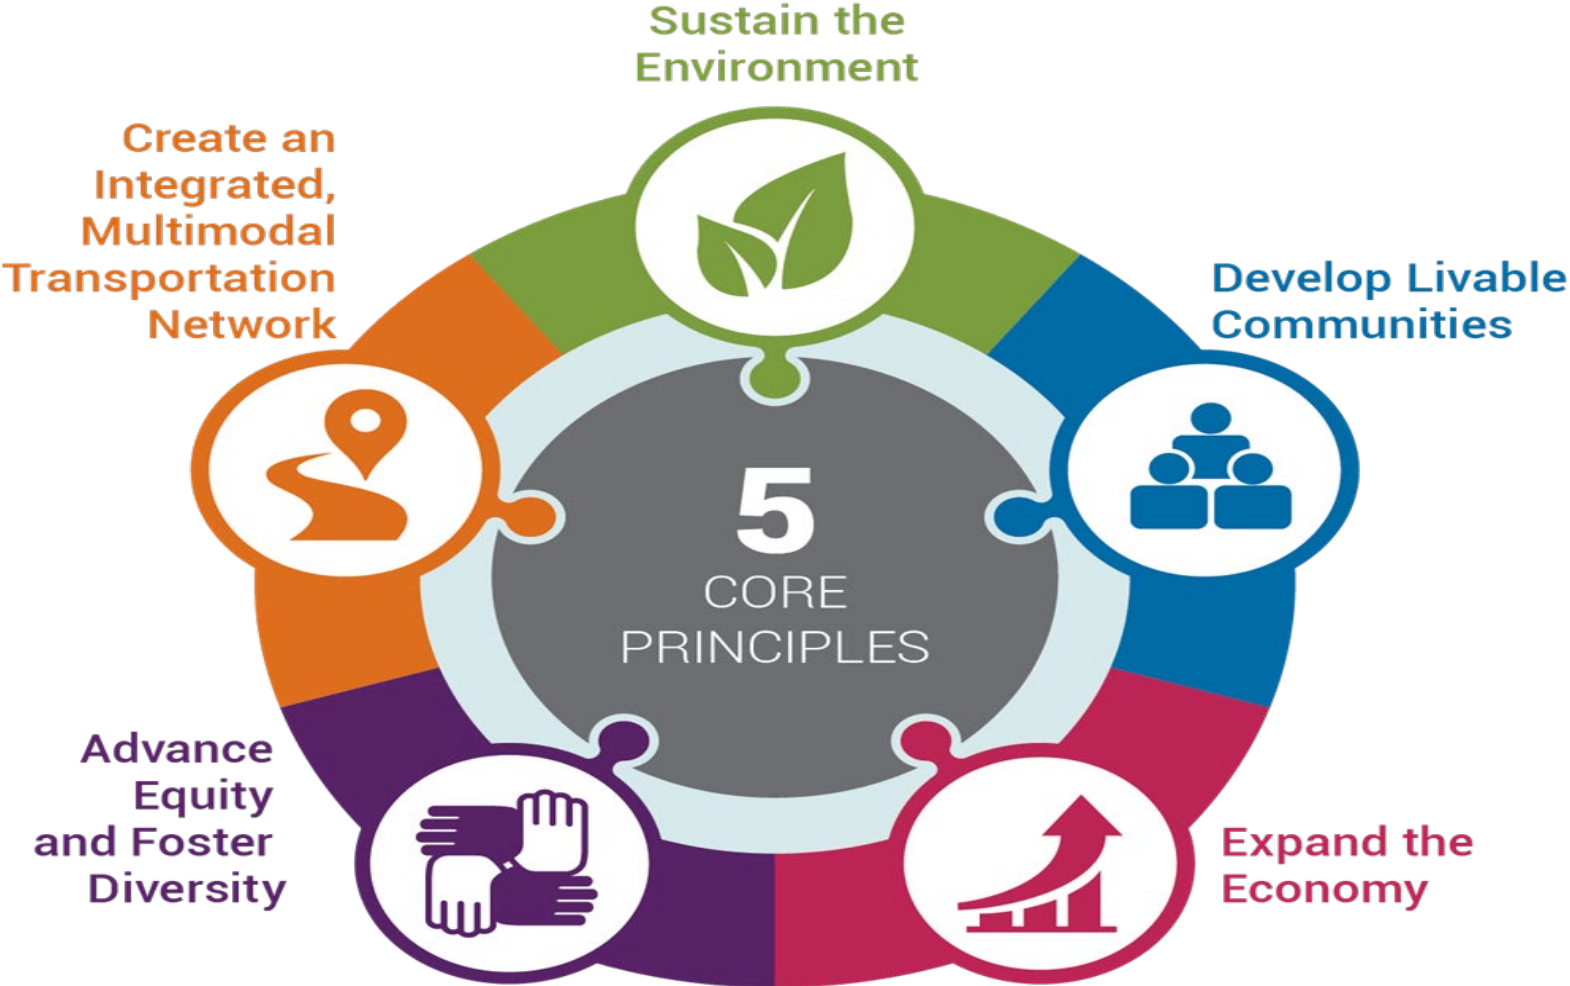 Sustain the
Environment
Create an
Integrated,
Multimodal
Transportation
Network
Develop Livable
Communities
5
CORE
PRINCIPLES
Advance
Equity
and Foster
Diversity
Expand the
Economy